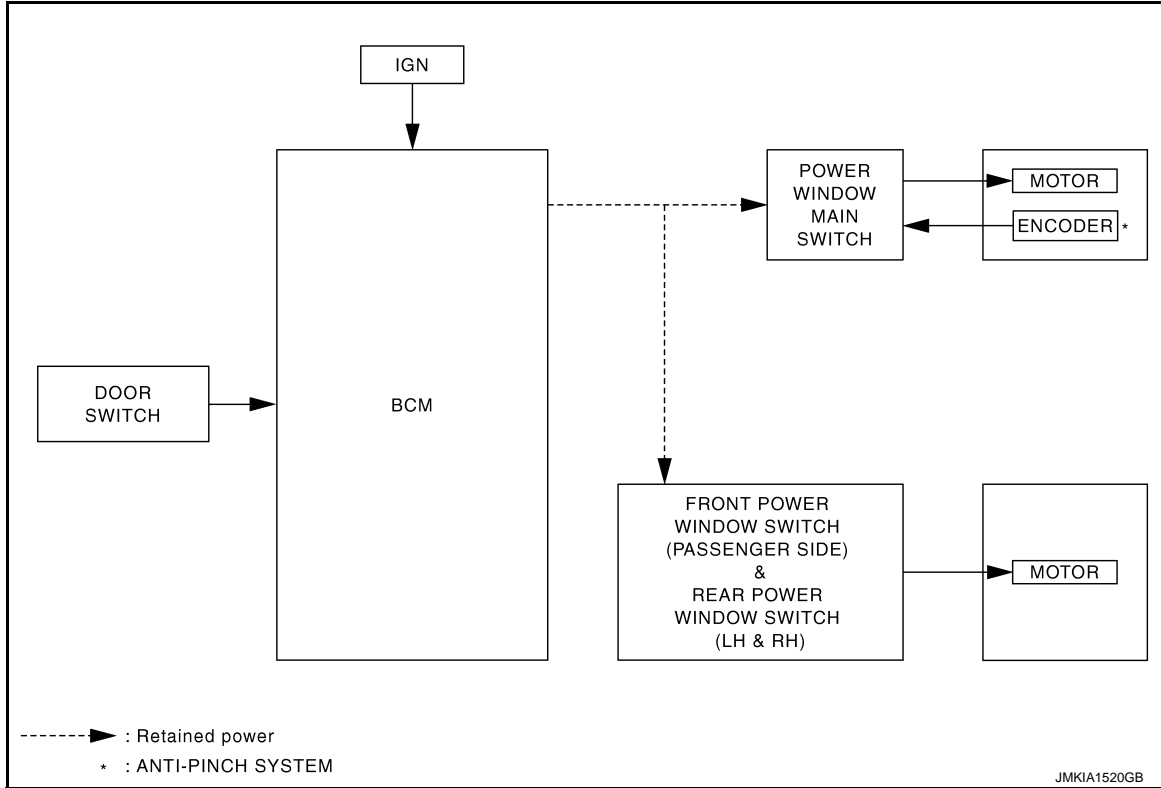 IGN
POWER
WINDOW
MAIN
SWITCH
MOTOR
ENCODER *
DOOR
SWITCH
BCM
FRONT POWER
WINDOW SWITCH
(PASSENGER SIDE)
&
REAR POWER
WINDOW SWITCH
(LH & RH)
MOTOR
: Retained power
* : ANTI-PINCH SYSTEM
JMKIA1520GB